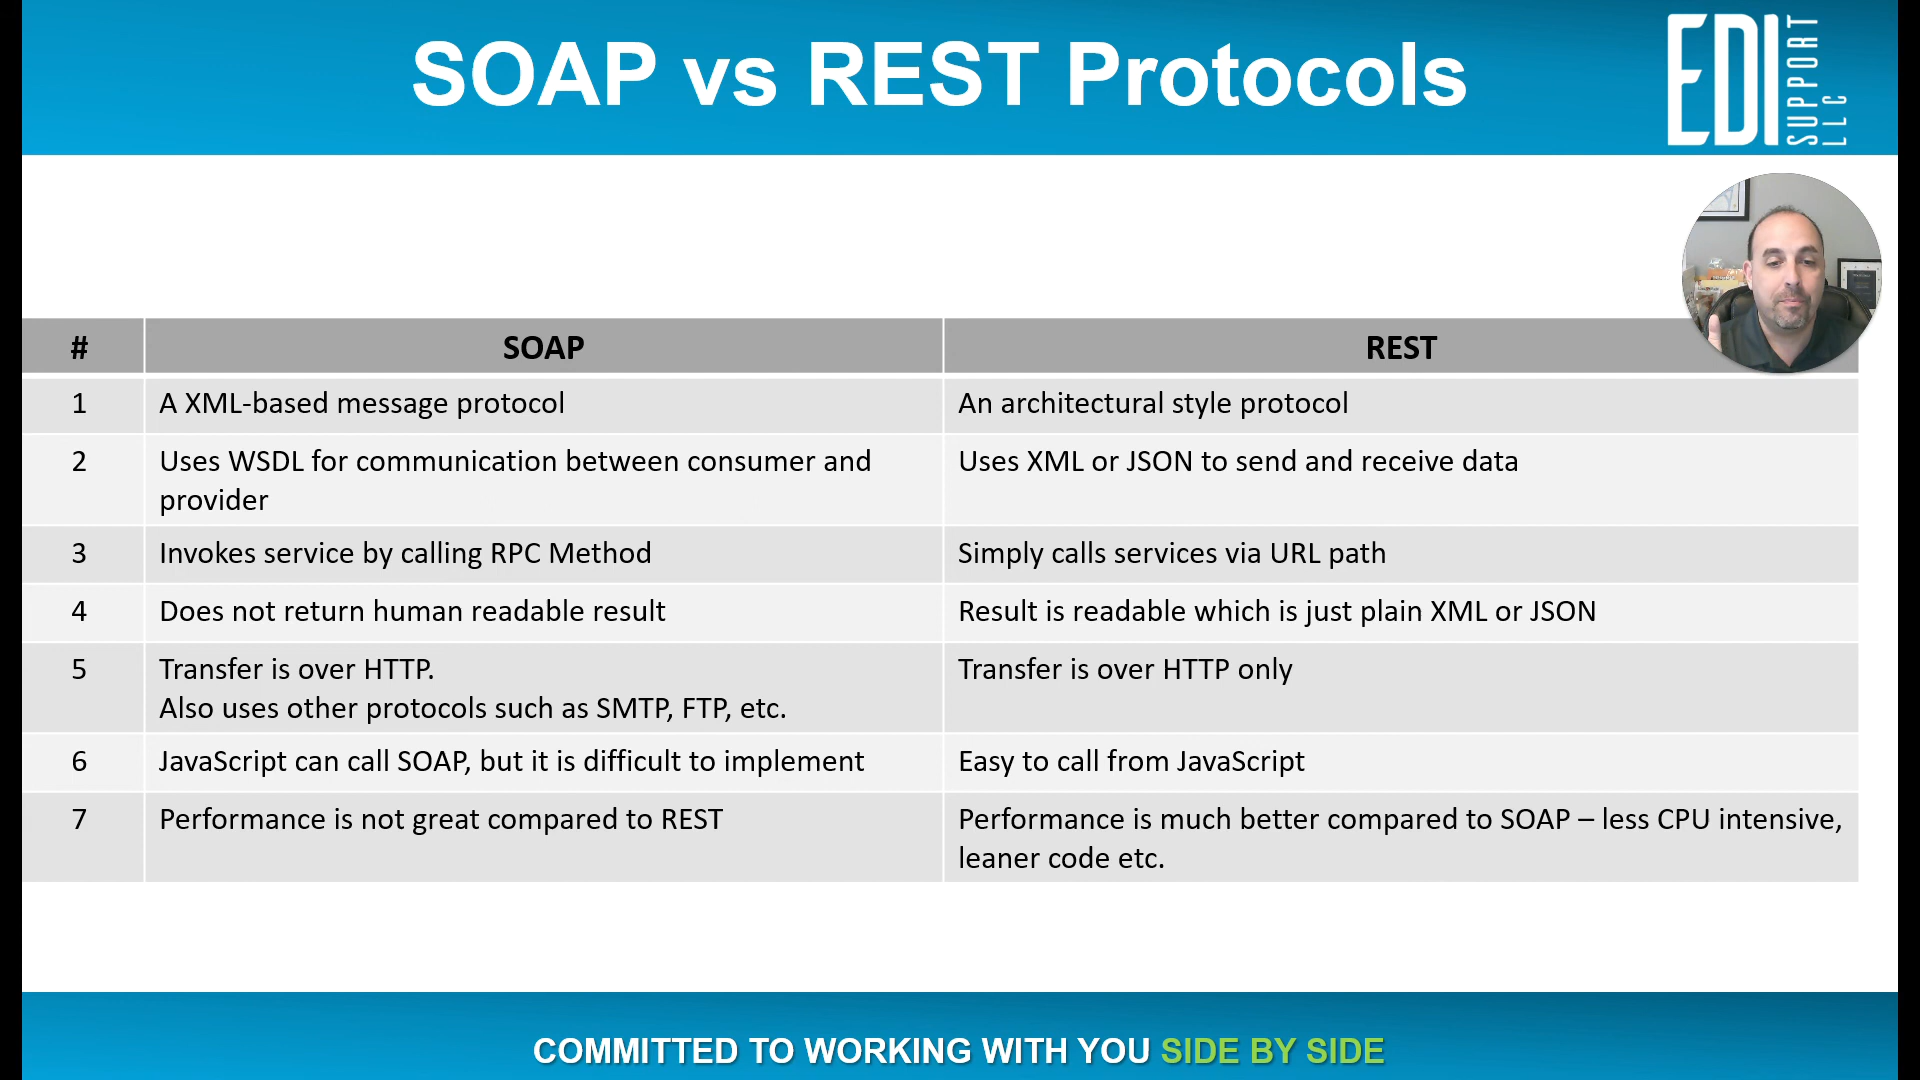 SOAP vs REST Protocols
EDI
SUPPORT
LLC
# SOAP REST
1 A XML-based message protocol An architectural style protocol
2 Uses WSDL for communication between consumer and Uses XML or JSON to send and receive data
provider
3 Invokes service by calling RPC Method Simply calls services via URL path
4 Does not return human readable result Result is readable which is just plain XML or JSON
5 Transfer is over HTTP. Transfer is over HTTP only
Also uses other protocols such as SMTP, FTP, etc.
6 JavaScript can call SOAP, but it is difficult to implement Easy to call from JavaScript
7 Performance is not great compared to REST Performance is much better compared to SOAP – less CPU intensive,
leaner code etc.
COMMITTED TO WORKING WITH YOU SIDE BY SIDE